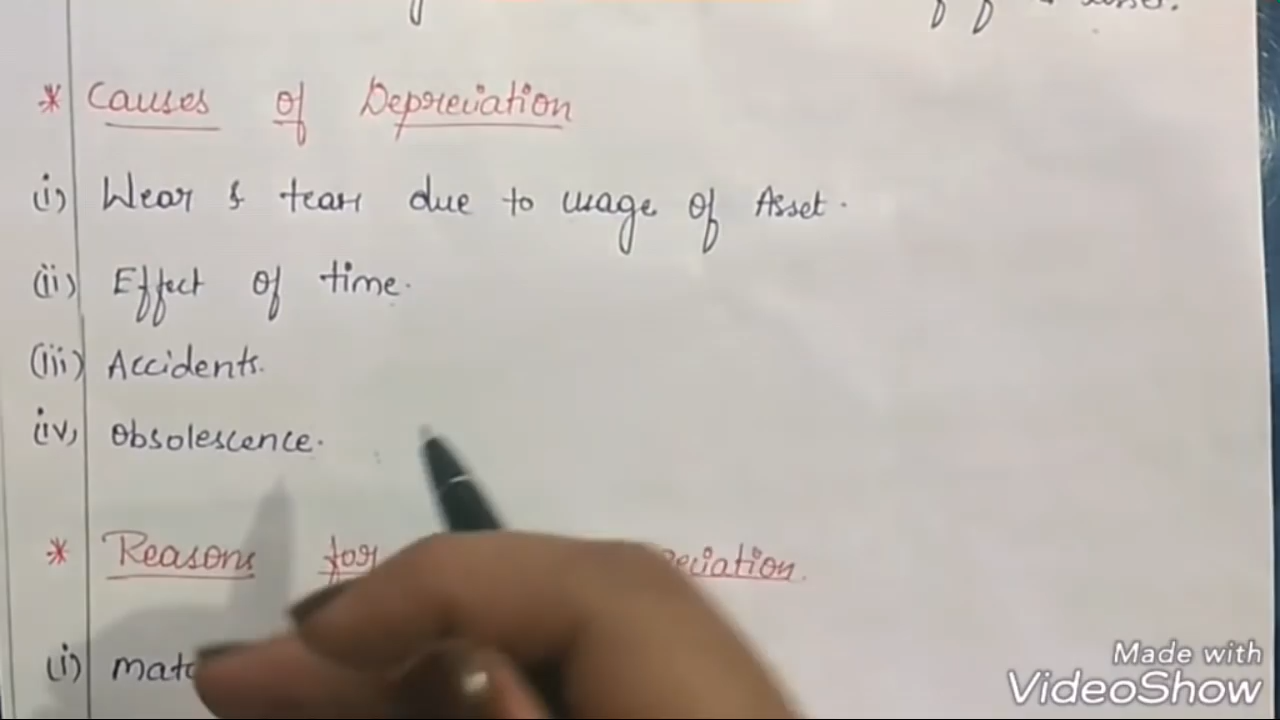 * Causes of Depreciation
(i) Wear & tear due to usage of Asset.
(ii) Effect of time.
(iii) Accidents.
(iv) Obsolescence.
* Reasons for
(i)
Made with
VideoShow